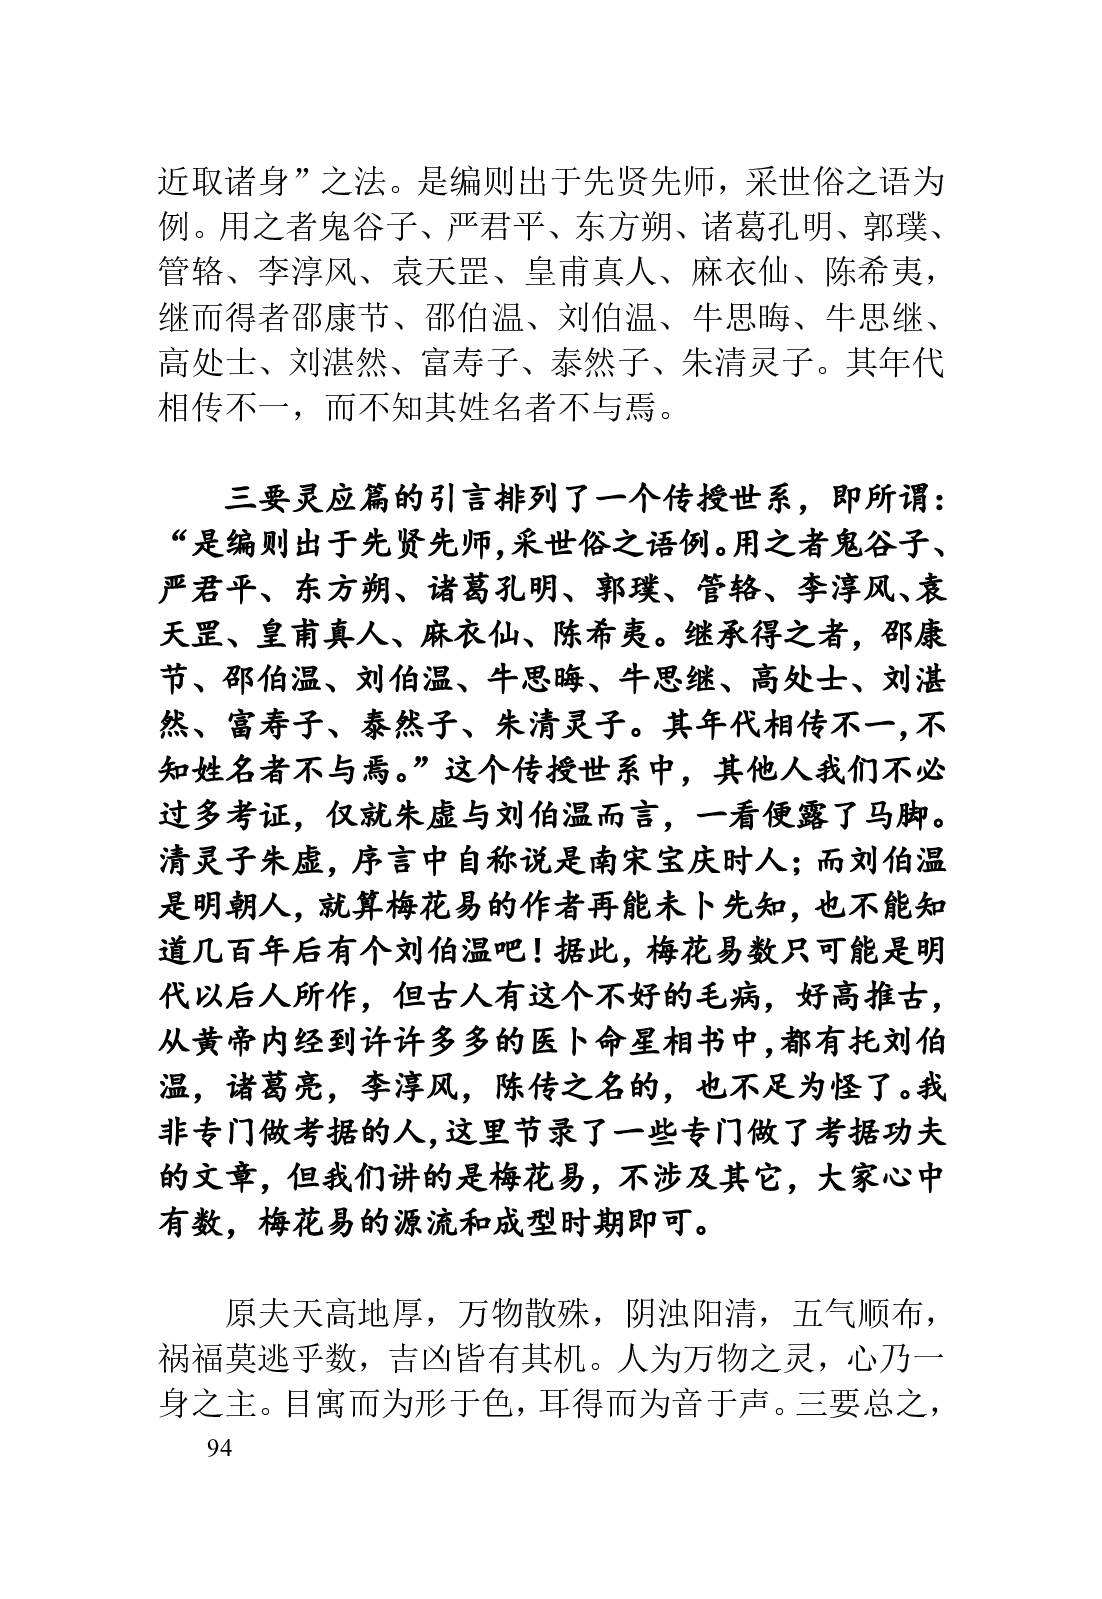 近取诸身”之法。是编则出于先贤先师，采世俗之语为
例。用之者鬼谷子、严君平、东方朔、诸葛孔明、郭璞、
管辂、李淳风、袁天罡、皇甫真人、麻衣仙、陈希夷，
继而得者邵康节、邵伯温、刘伯温、牛思晦、牛思继、
高处士、刘湛然、富寿子、泰然子、朱清灵子。其年代
相传不一，而不知其姓名者不与焉。
三要灵应篇的引言排列了一个传授世系，即所谓：
“是编则出于先贤先师，采世俗之语例。用之者鬼谷子、
严君平、东方朔、诸葛孔明、郭璞、管辂、李淳风、袁
天罡、皇甫真人、麻衣仙、陈希夷。继承得之者，邵康
节、邵伯温、刘伯温、牛思晦、牛思继、高处士、刘湛
然、富寿子、泰然子、朱清灵子。其年代相传不一，不
知姓名者不与焉。”这个传授世系中，其他人我们不必
过多考证，仅就朱虚与刘伯温而言，一看便露了马脚。
清灵子朱虚，序言中自称说是南宋宝庆时人；而刘伯温
是明朝人，就算梅花易的作者再能未卜先知，也不能知
道几百年后有个刘伯温吧！据此，梅花易数只可能是明
代以后人所作，但古人有这个不好的毛病，好高推古，
从黄帝内经到许许多多的医卜命星相书中，都有托刘伯
温，诸葛亮，李淳风，陈传之名的，也不足为怪了。我
非专门做考据的人，这里节录了一些专门做了考据功夫
的文章，但我们讲的是梅花易，不涉及其它，大家心中
有数，梅花易的源流和成型时期即可。
原夫天高地厚，万物散殊，阴浊阳清，五气顺布，
祸福莫逃乎数，吉凶皆有其机。人为万物之灵，心乃一
身之主。目寓而为形于色，耳得而为音于声。三要总之，
94